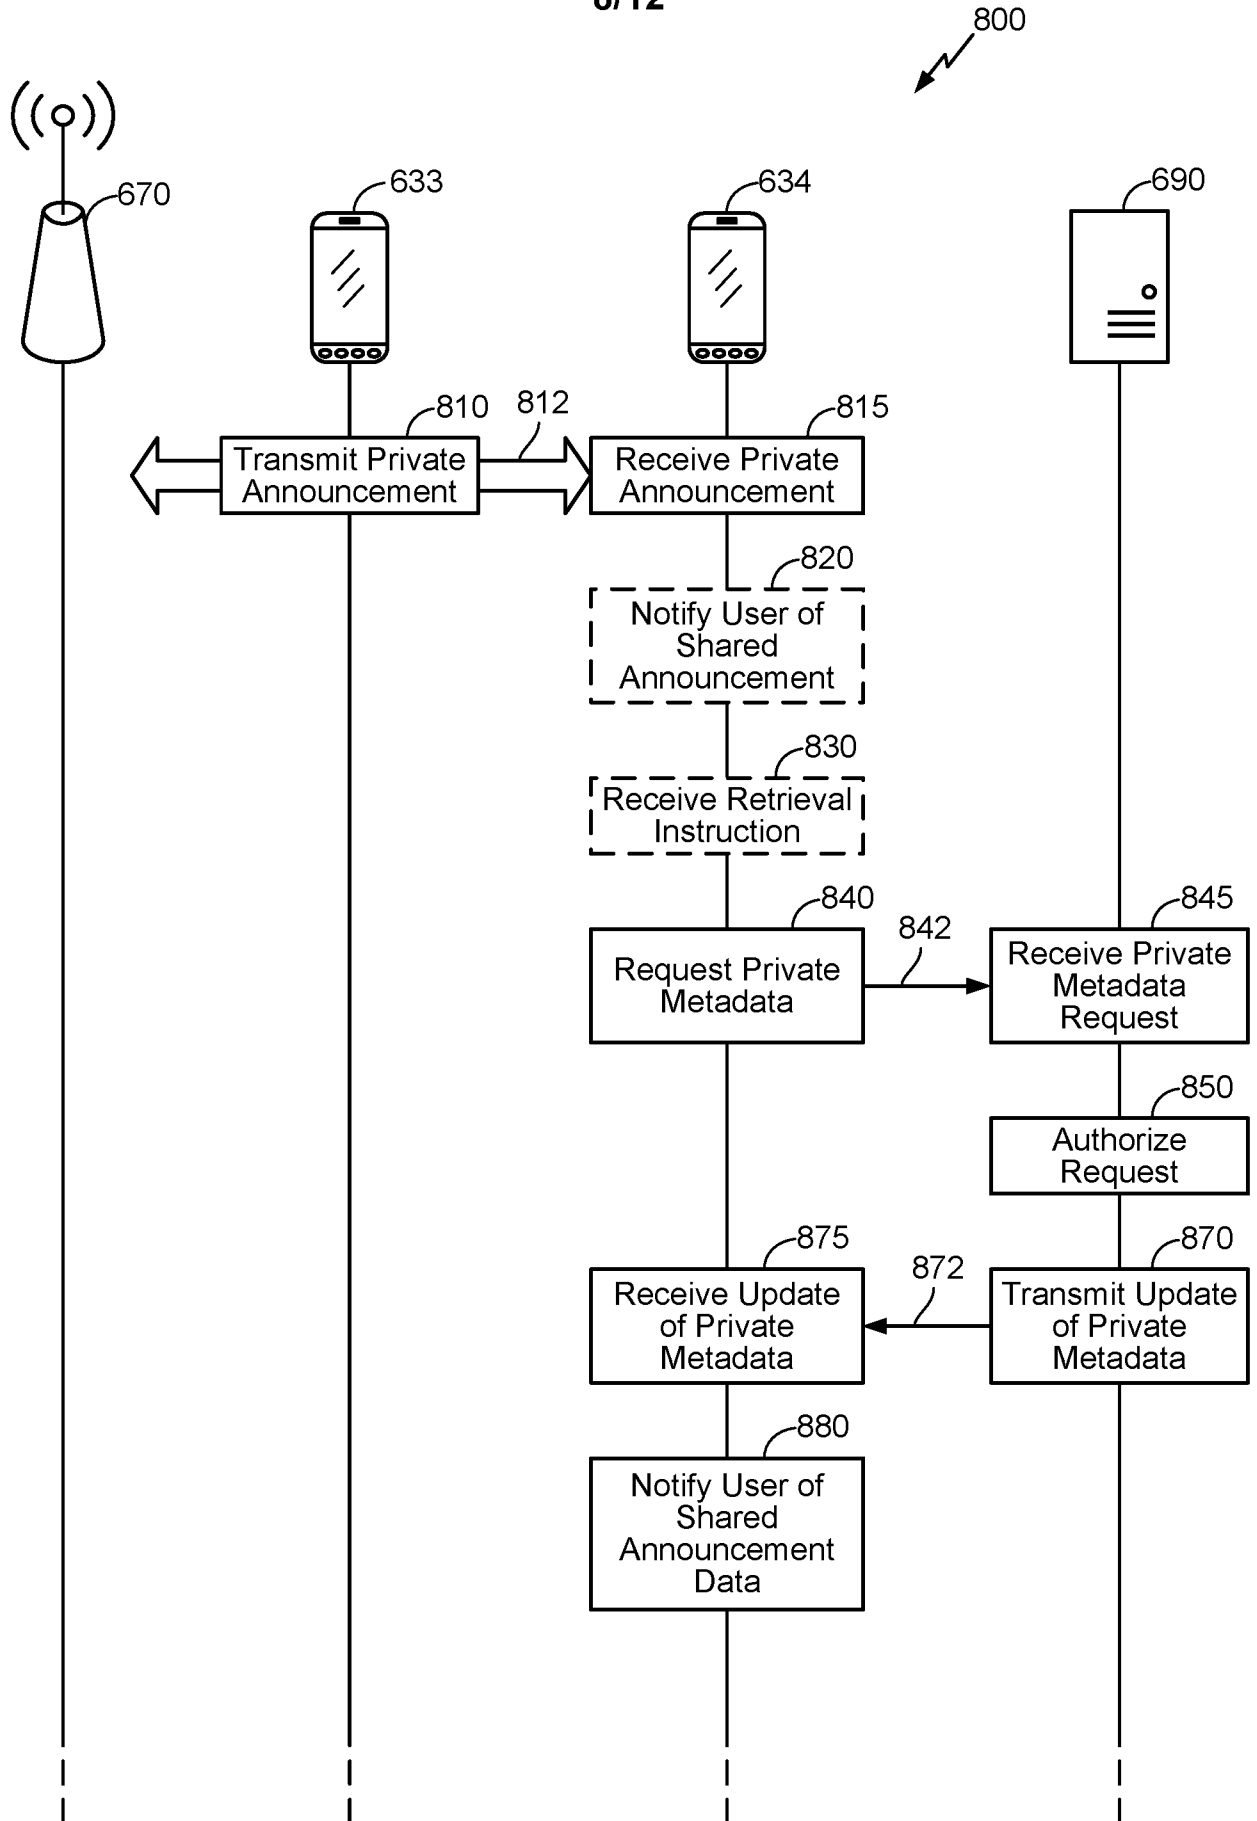 8/12
800
670
633
634
690
810
812
815
Transmit Private
Announcement
Receive Private
Announcement
820
Notify User of
Shared
Announcement
830
Receive Retrieval
Instruction
840
842
845
Request Private
Metadata
Receive Private
Metadata
Request
850
Authorize
Request
875
872
870
Receive Update
of Private
Metadata
Transmit Update
of Private
Metadata
880
Notify User of
Shared
Announcement
Data